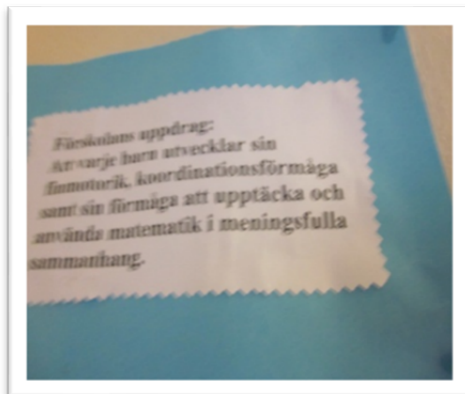 Förskolans uppdrag:
Att varje barn utvecklar sin
finmotorik, koordinationsförmåga
samt sin förmåga att upptäcka och
använda matematik i meningsfulla
sammanhang.